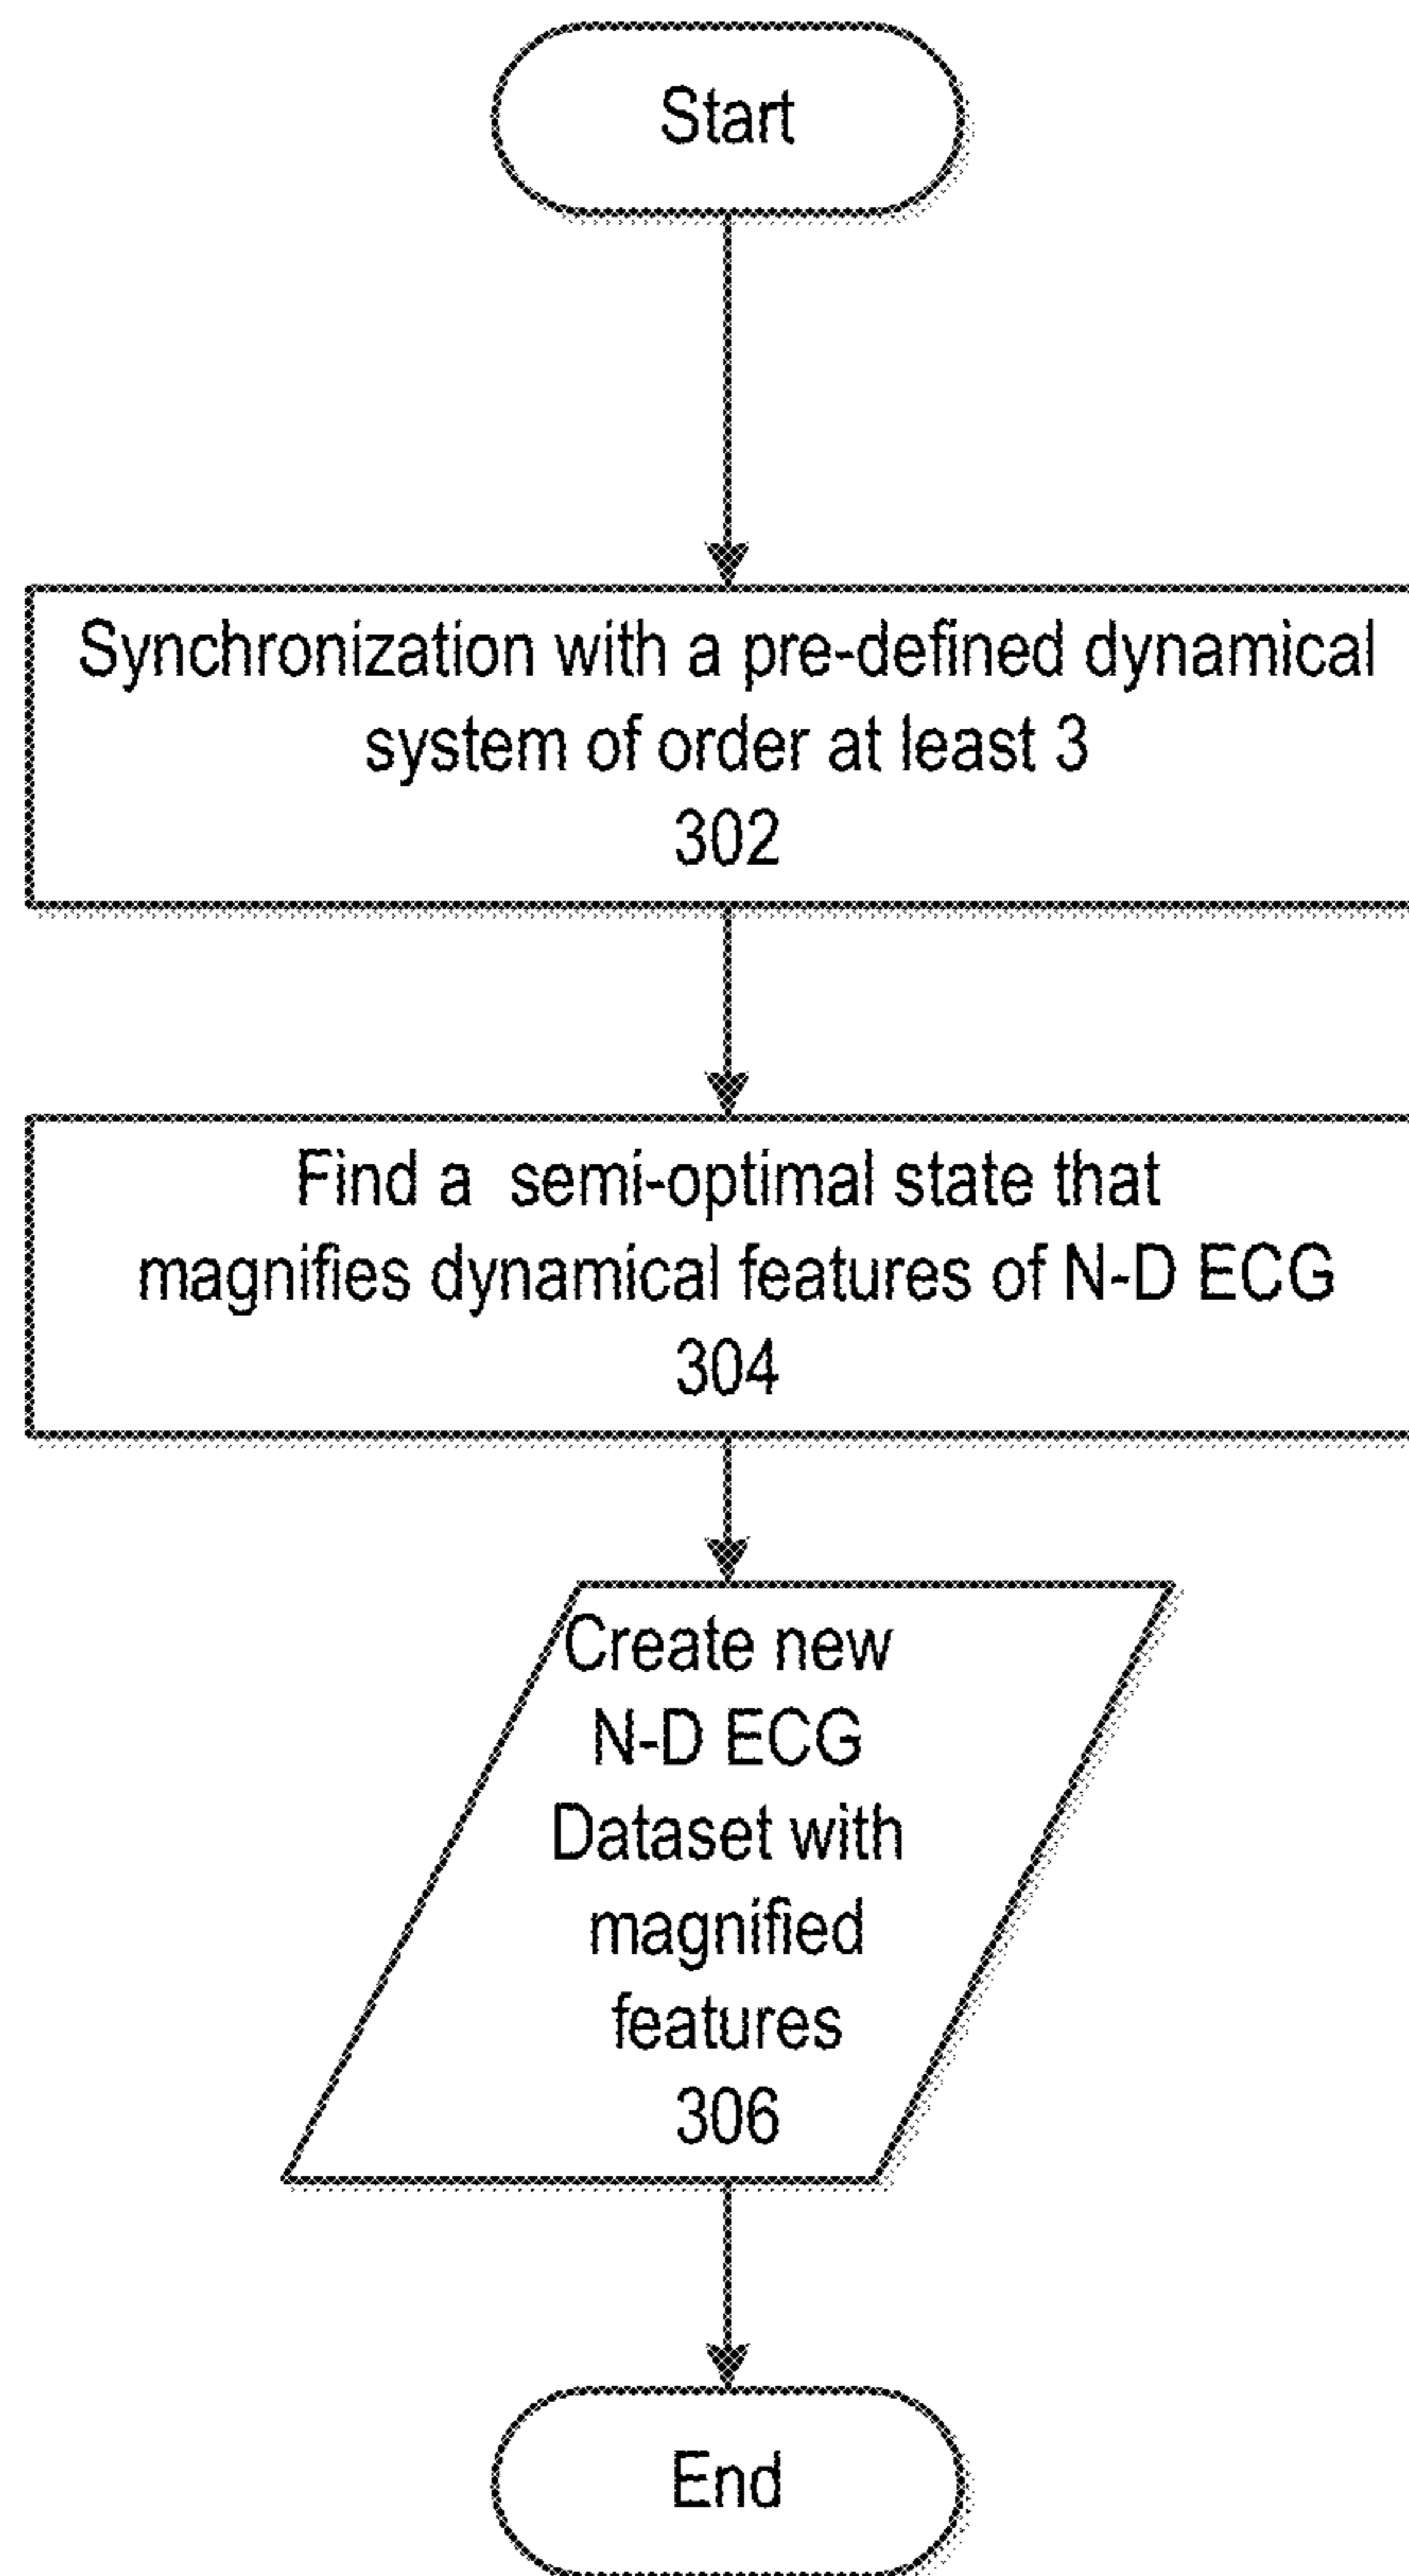 Start
Synchronization with a pre-defined dynamical
system of order at least 3
302
Find a semi-optimal state that
magnifies dynamical features of N-D ECG
304
Create new
N-D ECG
Dataset with
magnified
features
306
End